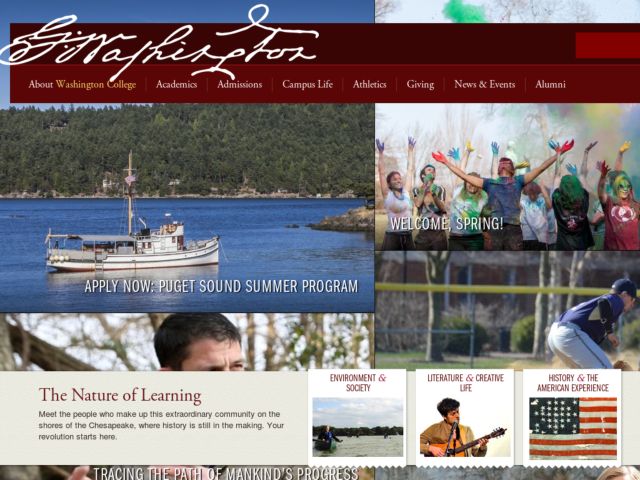 G. Washington
About Washington College
Academics
Admissions
Campus Life
Athletics
Giving
News & Events
Alumni
WELCOME, SPRING!
APPLY NOW: PUGET SOUND SUMMER PROGRAM
The Nature of Learning
Meet the people who make up this extraordinary community on the
shores of the Chesapeake, where history is still in the making. Your
revolution starts here.
ENVIRONMENT &
SOCIETY
LITERATURE & CREATIVE
LIFE
HISTORY & THE
AMERICAN EXPERIENCE
TRACING THE PATH OF MANKIND'S PROGRESS